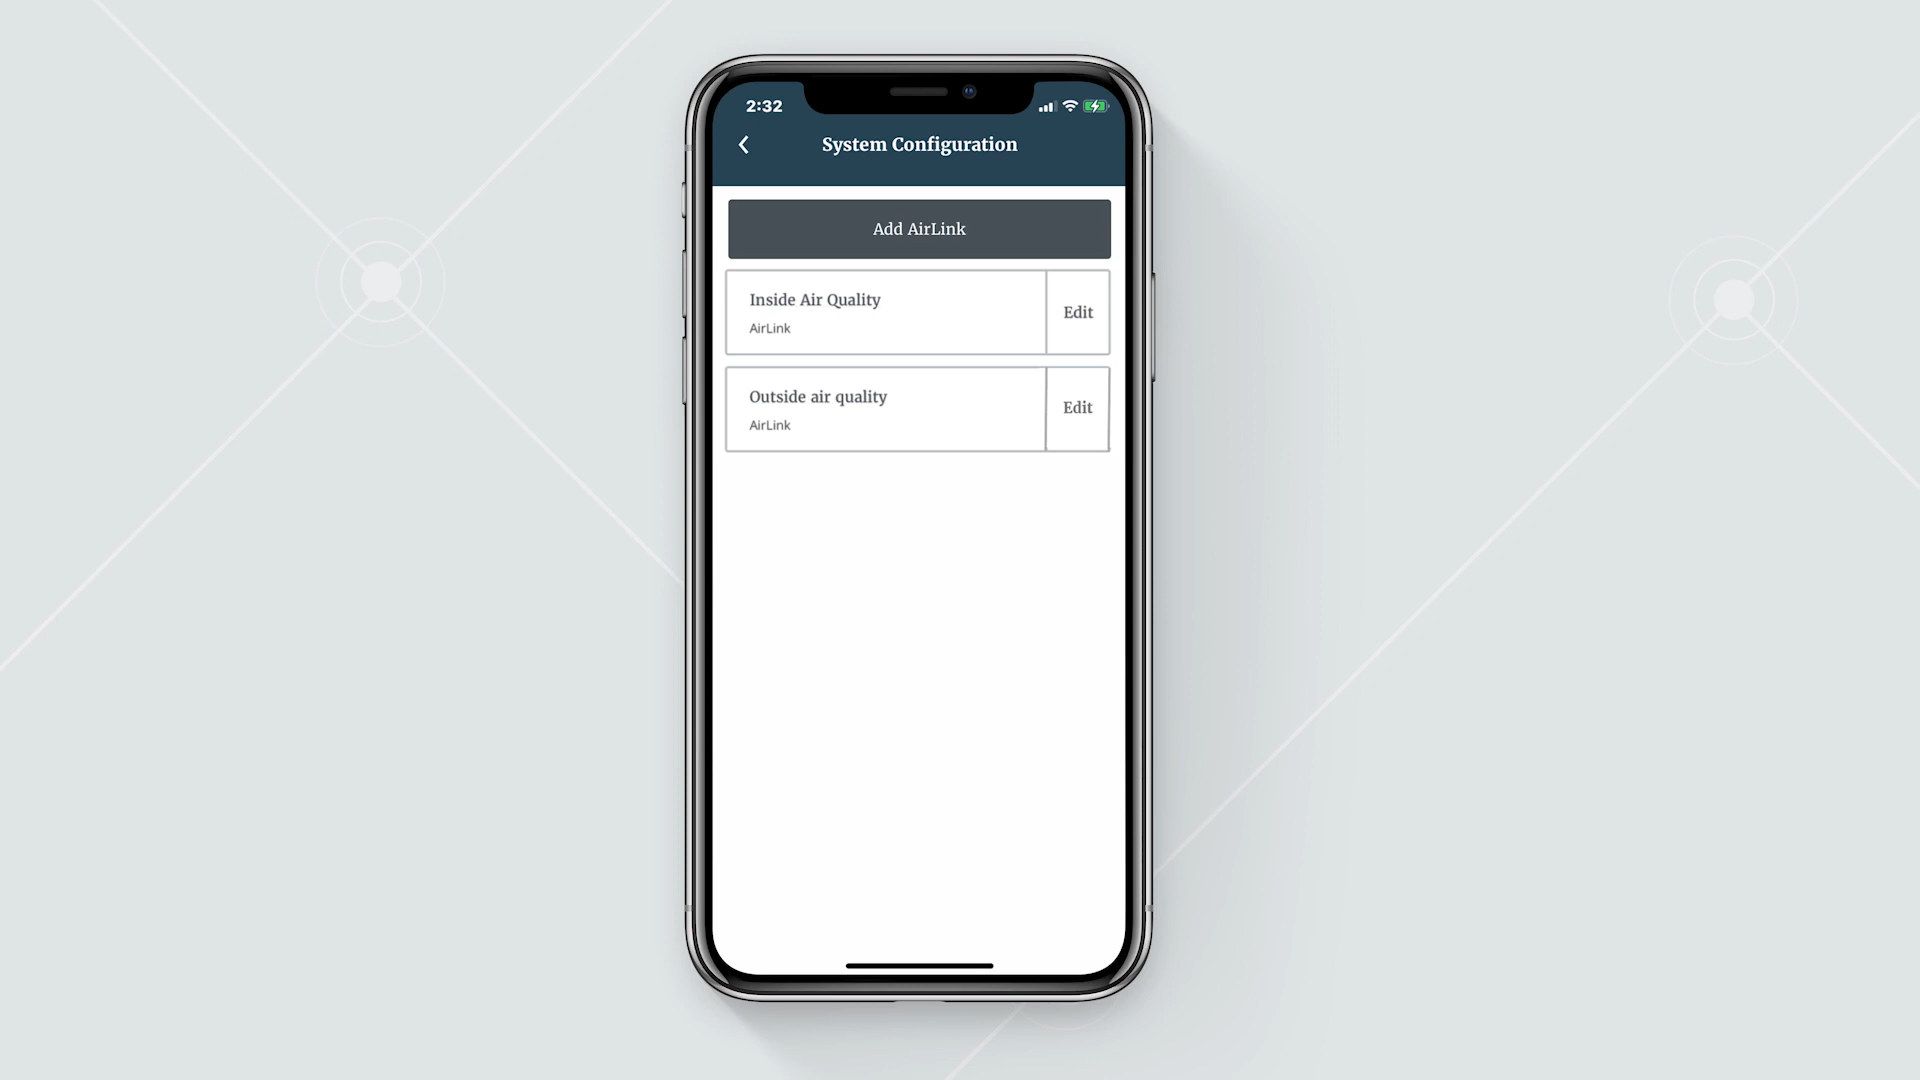 2:32
System Configuration
Add AirLink
Inside Air Quality
AirLink
Edit
Outside air quality
AirLink
Edit